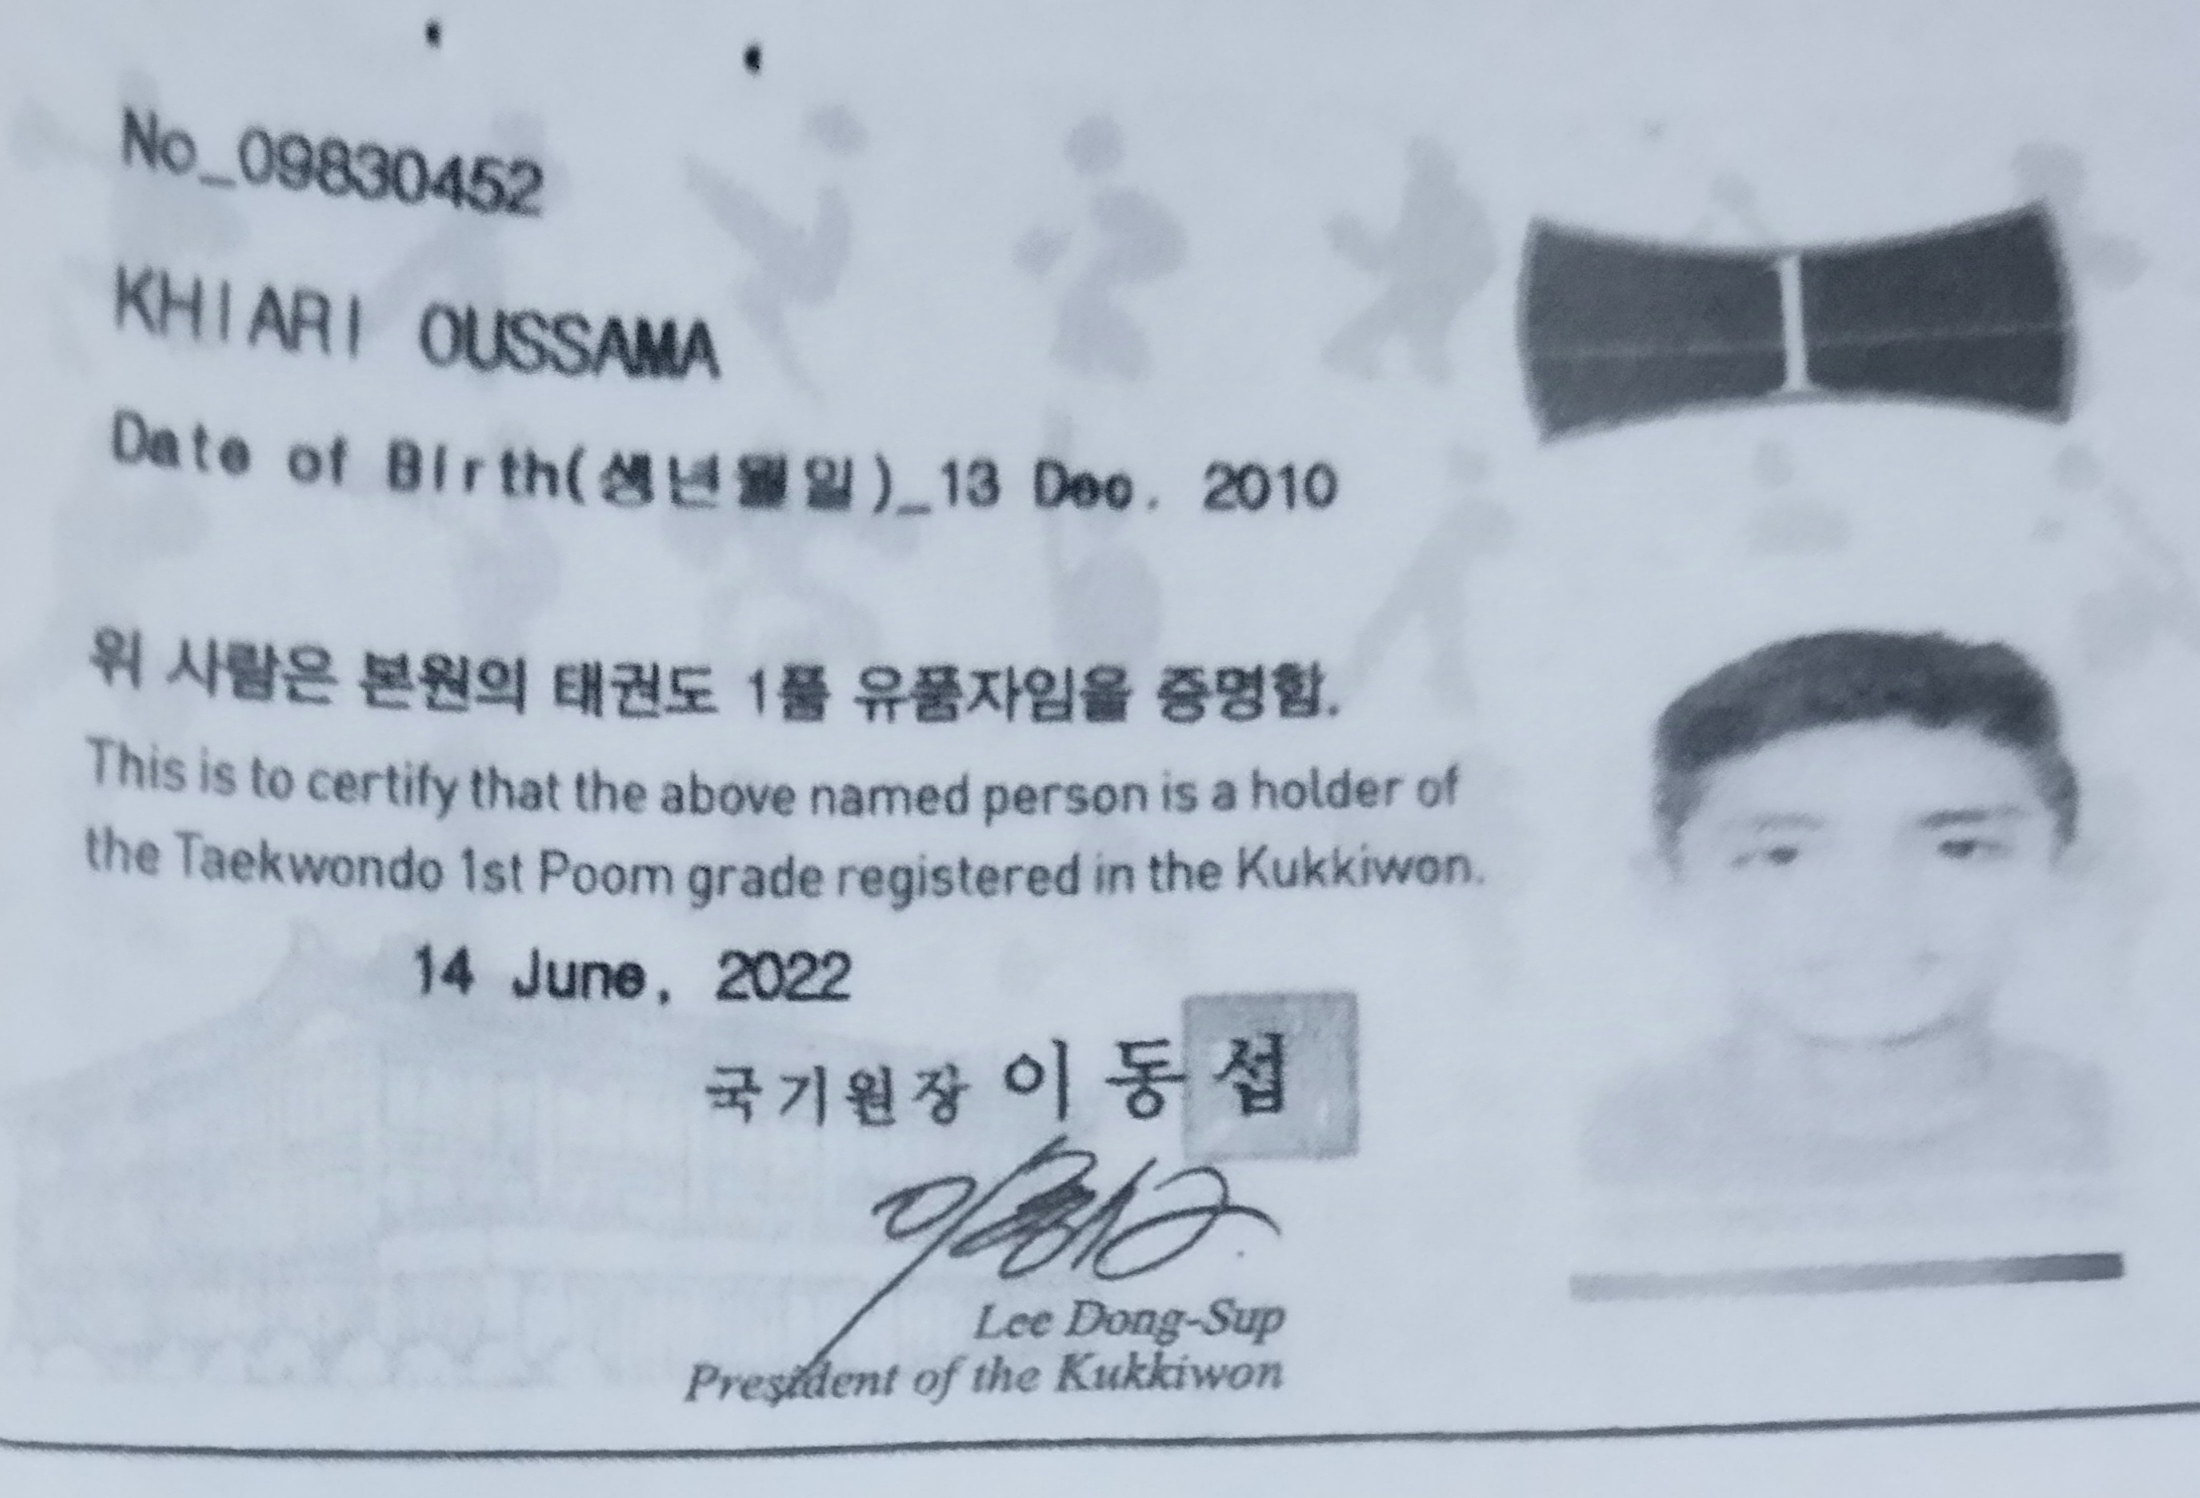 No_09830452
KHIARI OUSSAMA
Date of Birth(생년월일)_13 Dec. 2010
위 사람은 본원의 태권도 1품 유품자임을 증명함.
This is to certify that the above named person is a holder of
the Taekwondo 1st Poom grade registered in the Kukkiwon.
14 June, 2022
국기원장 이동섭
Lee Dong-Sup
President of the Kukkiwon